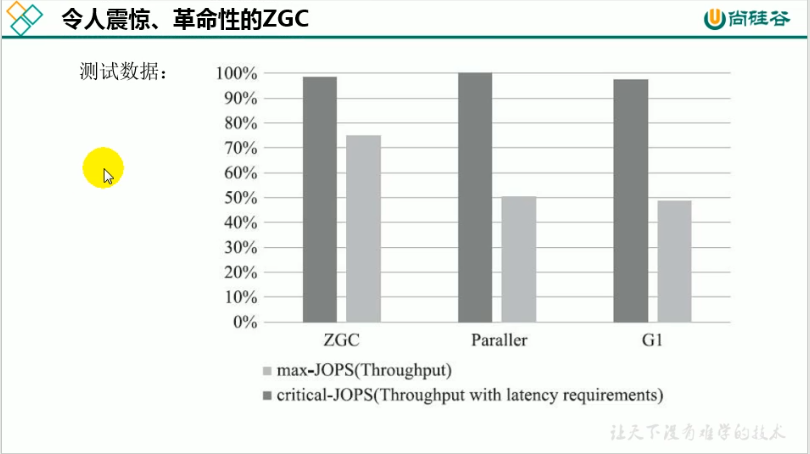 令人震惊、革命性的ZGC
尚硅谷
测试数据：
100%
90%
80%
70%
60%
50%
40%
30%
20%
10%
0%
ZGC Paraller G1
max-JOPS(Throughput)
critical-JOPS(Throughput with latency requirements)
让天下没有难学的技术